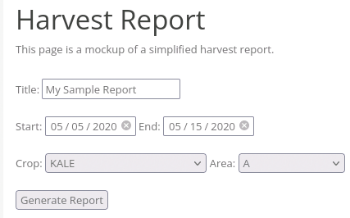 Harvest Report
This page is a mockup of a simplified harvest report.
Title: My Sample Report
Start: 05 / 05 / 2020 End: 05 / 15 / 2020
Crop: KALE Area: A
Generate Report